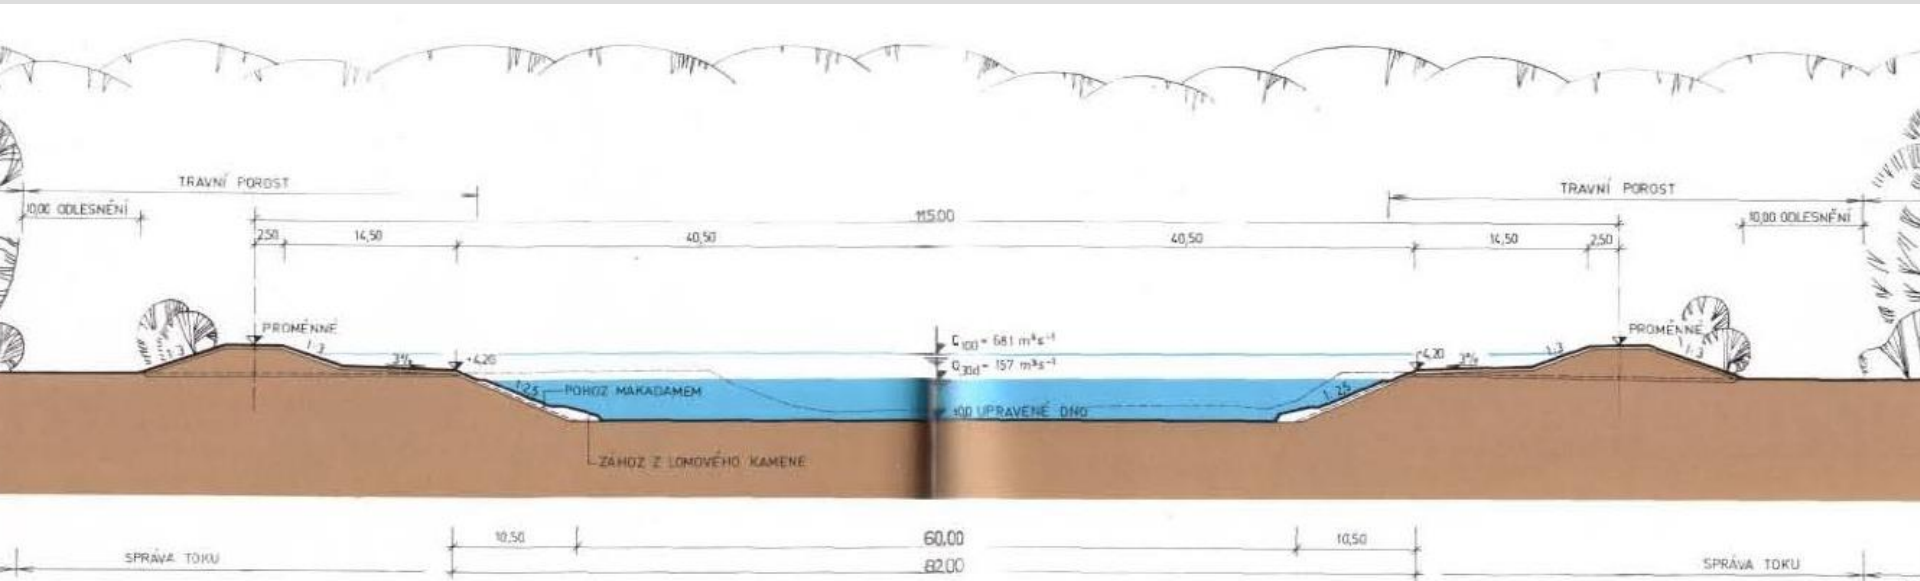 TRAVNÍ POROST
TRAVNÍ POROST
10,00 ODLESNĚNÍ
115.00
10,00 ODLESNĚNÍ
2,50
14,50
40,50
40,50
14,50
2,50
PROMĚNNÉ
PROMĚNNÉ
Q100 = 681 m³s⁻¹
1:3
1:3
3%
+4,20
Q30d = 157 m³s⁻¹
+4,20
3%
1:3
1:3
1:2,5
POHOZ MAKADAMEM
1:2,5
±0,0 UPRAVENÉ DNO
ZÁHOZ Z LOMOVÉHO KAMENE
10,50
60,00
10,50
SPRÁVA TOKU
82.00
SPRÁVA TOKU